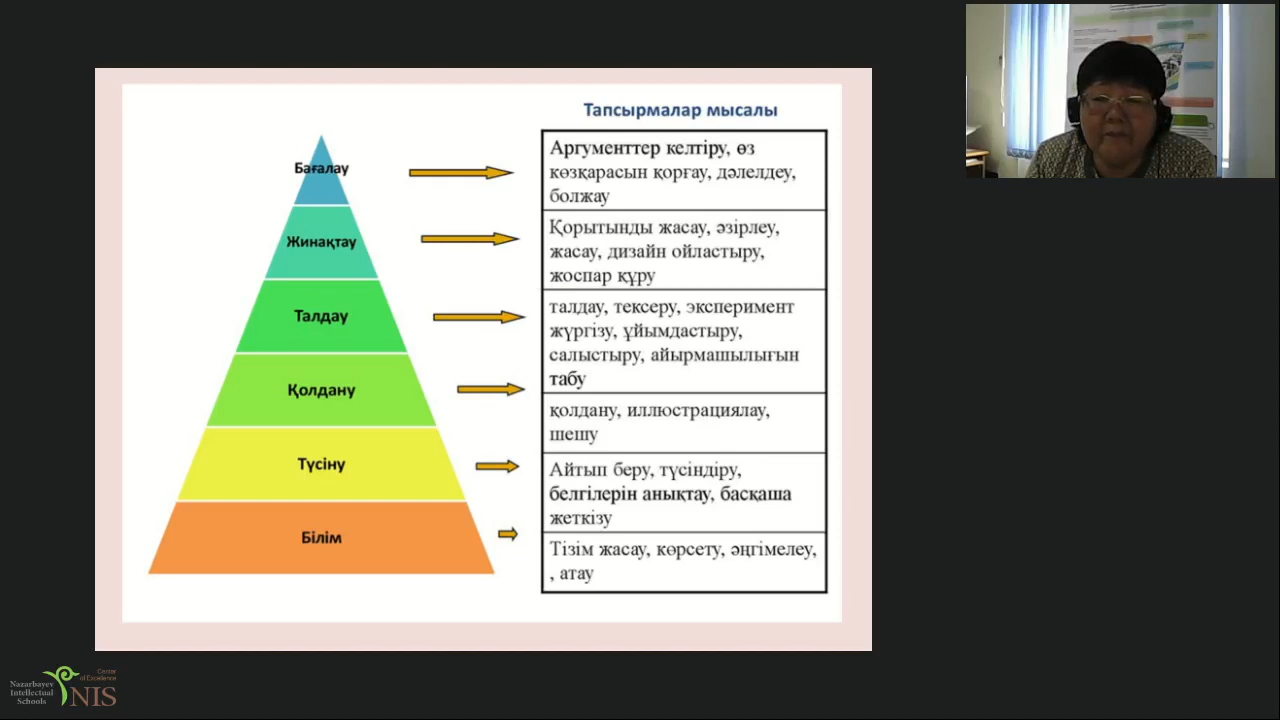 Тапсырмалар мысалы
Бағалау
Аргументтер келтіру, өз
көзқарасын қорғау, дәлелдеу,
болжау
Жинақтау
Қорытынды жасау, әзірлеу,
жасау, дизайн ойластыру,
жоспар құру
Талдау
талдау, тексеру, эксперимент
жүргізу, ұйымдастыру,
салыстыру, айырмашылығын
табу
Қолдану
қолдану, иллюстрациялау,
шешу
Түсіну
Айтып беру, түсіндіру,
белгілерін анықтау, басқаша
жеткізу
Білім
Тізім жасау, көрсету, әңгімелеу,
, атау
Nazarbayev
Intellectual
Schools
Center
of Excellence
NIS